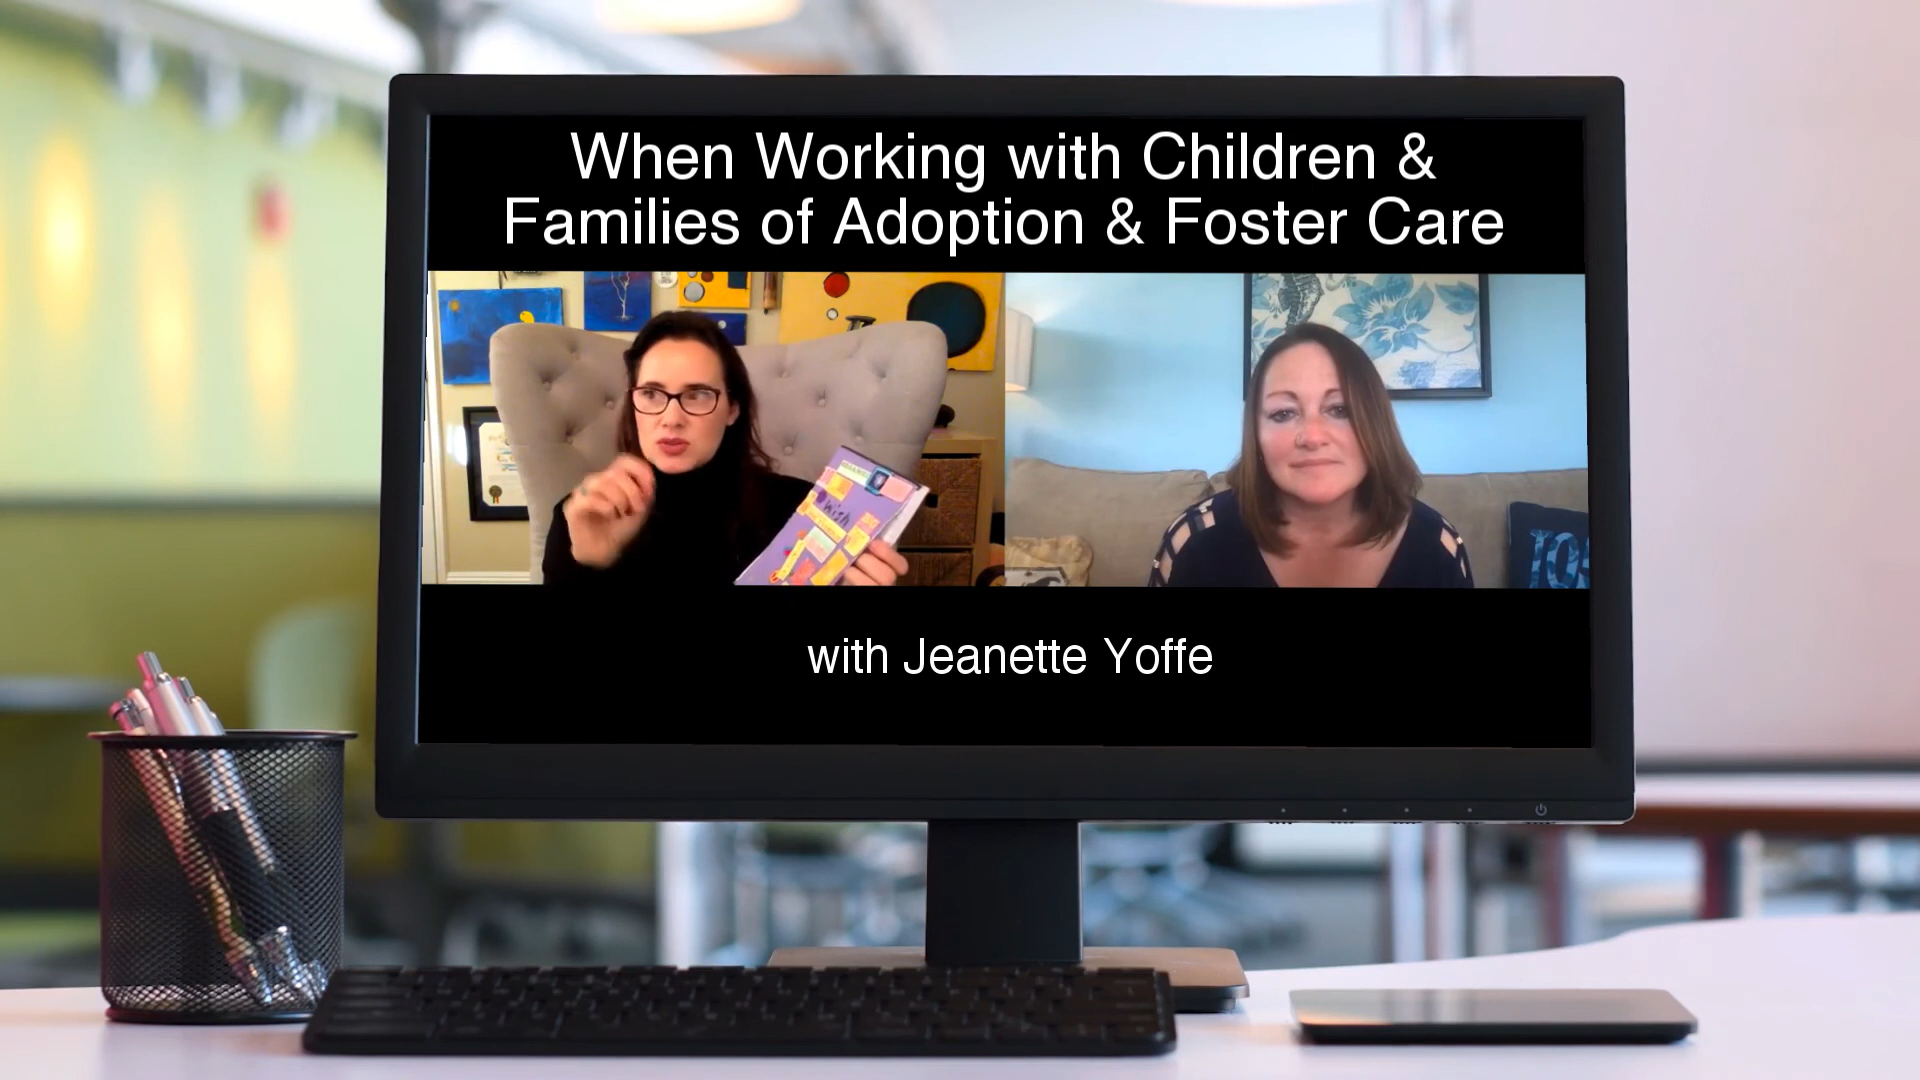 When Working with Children &
Families of Adoption & Foster Care
with Jeanette Yoffe